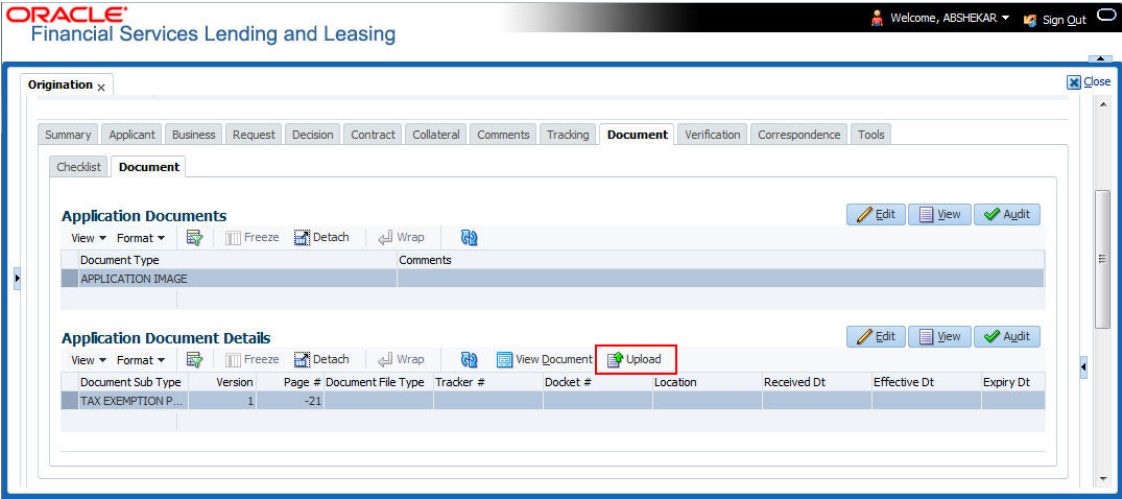 ORACLE
Financial Services Lending and Leasing
Welcome, ABSHEKAR Sign Out
Origination x Close
Summary Applicant Business Request Decision Contract Collateral Comments Tracking Document Verification Correspondence Tools
Checklist Document
Application Documents Edit View Audit
View Format Freeze Detach Wrap
Document Type Comments
APPLICATION IMAGE
Application Document Details Edit View Audit
View Format Freeze Detach Wrap View Document Upload
Document Sub Type Version Page # Document File Type Tracker # Docket # Location Received Dt Effective Dt Expiry Dt
TAX EXEMPTION P... 1 -21